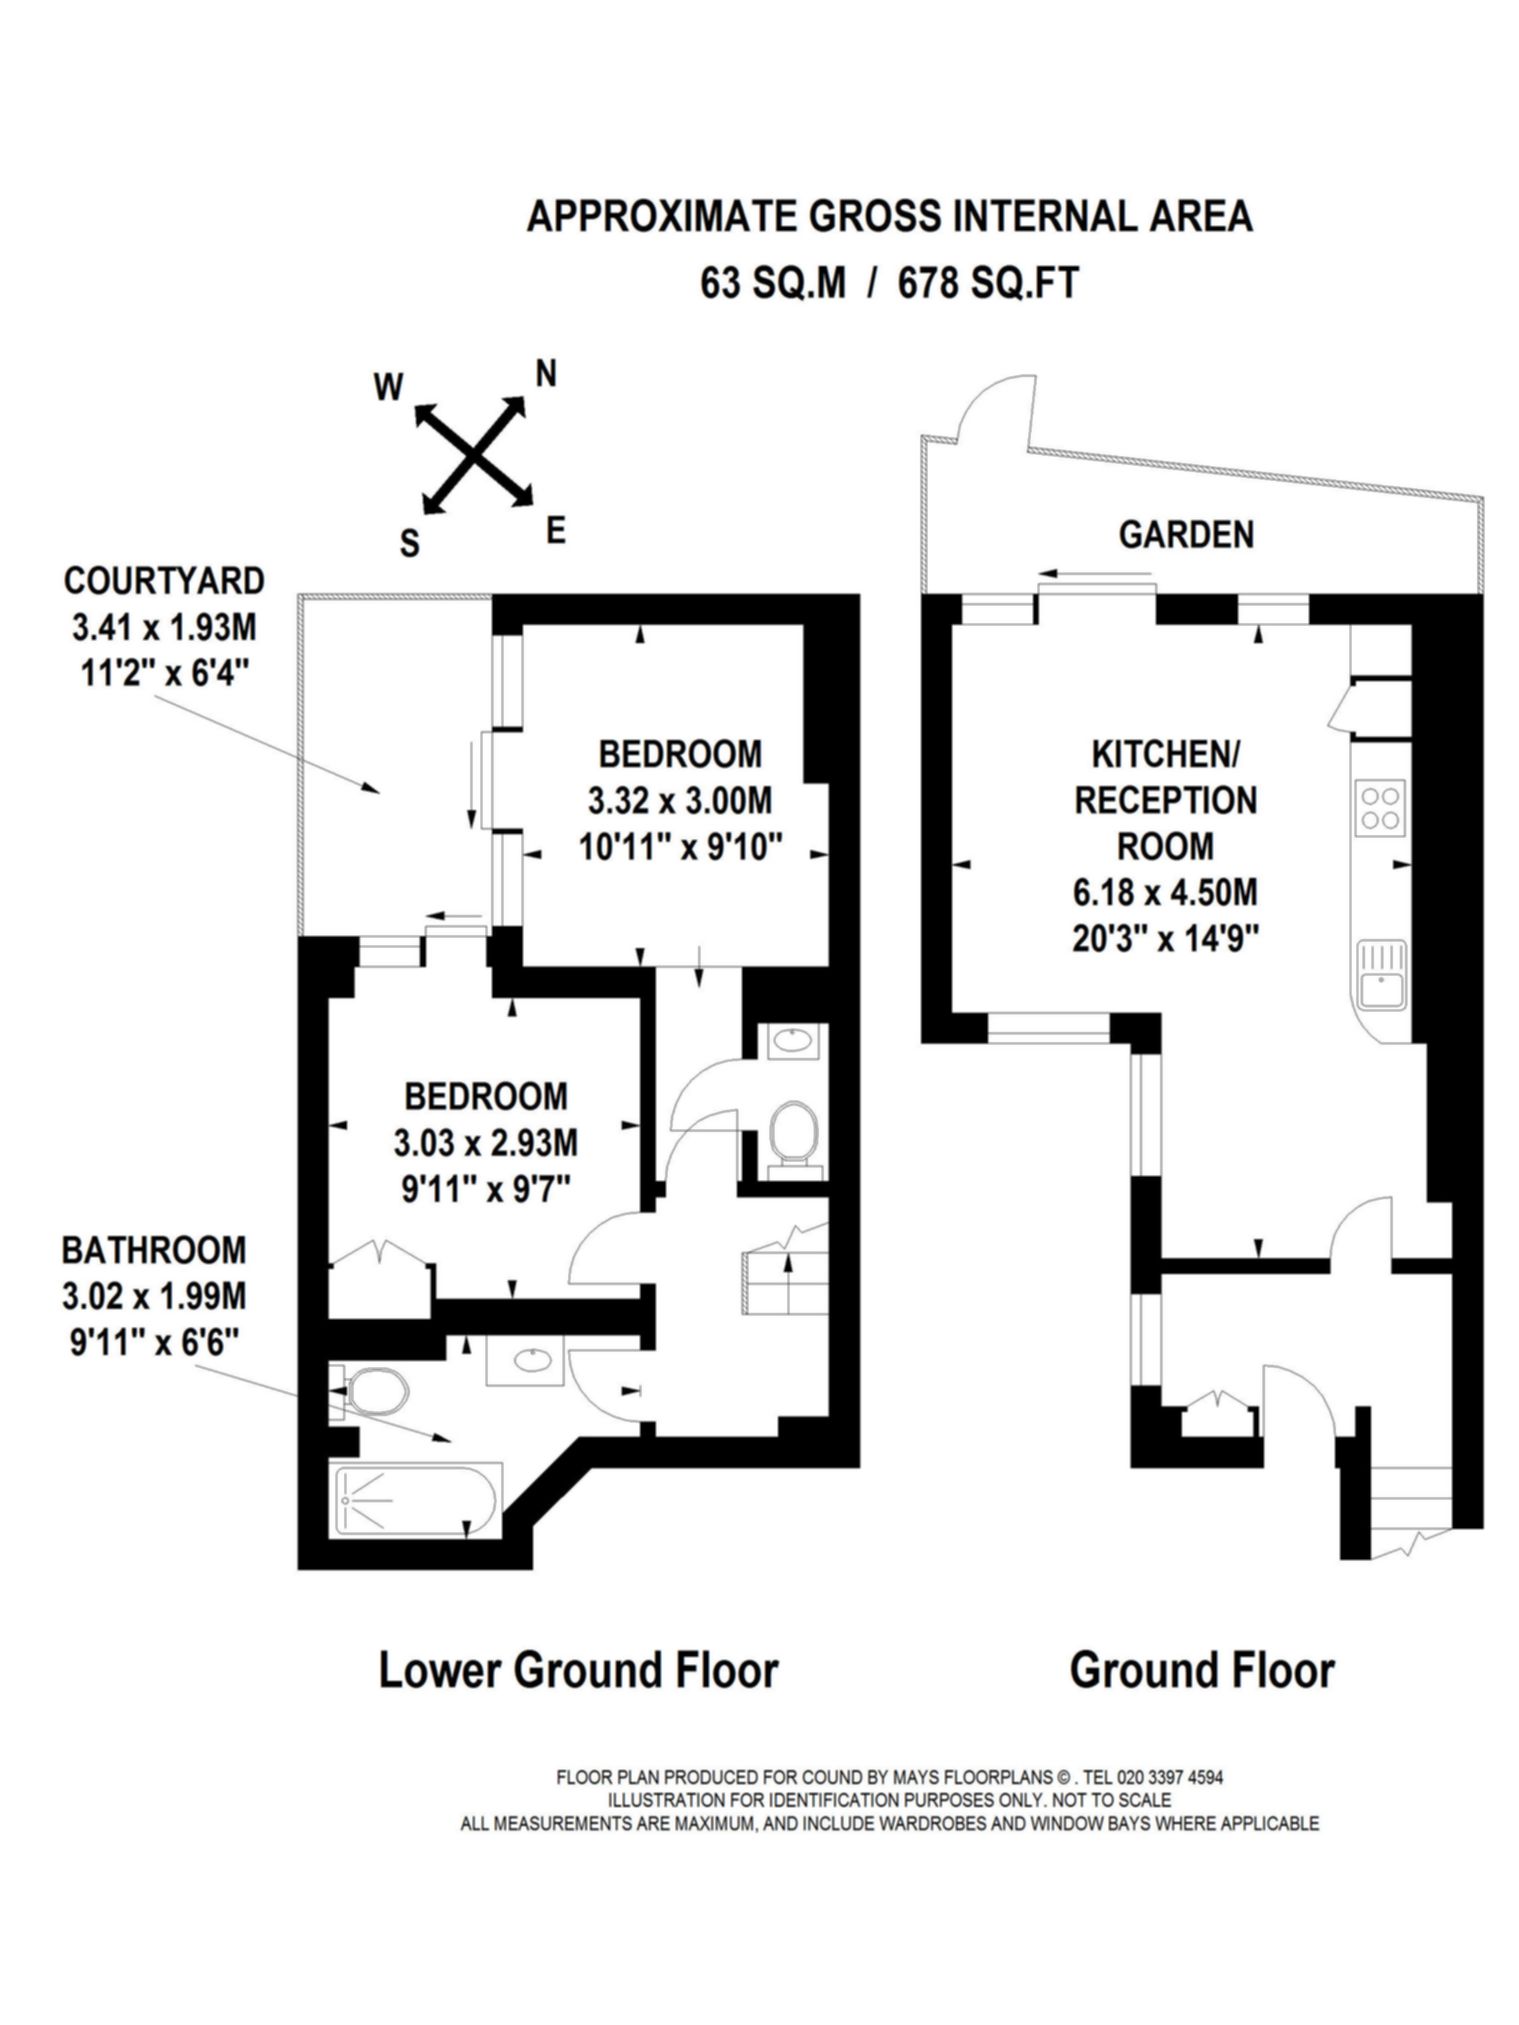 APPROXIMATE GROSS INTERNAL AREA
63 SQ.M / 678 SQ.FT
W
N
S
E
COURTYARD
3.41 x 1.93M
11'2" x 6'4"
BEDROOM
3.32 x 3.00M
10'11" x 9'10"
BEDROOM
3.03 x 2.93M
9'11" x 9'7"
BATHROOM
3.02 x 1.99M
9'11" x 6'6"
GARDEN
KITCHEN/
RECEPTION
ROOM
6.18 x 4.50M
20'3" x 14'9"
Lower Ground Floor
Ground Floor
FLOOR PLAN PRODUCED FOR COUND BY MAYS FLOORPLANS © . TEL 020 3397 4594
ILLUSTRATION FOR IDENTIFICATION PURPOSES ONLY. NOT TO SCALE
ALL MEASUREMENTS ARE MAXIMUM, AND INCLUDE WARDROBES AND WINDOW BAYS WHERE APPLICABLE